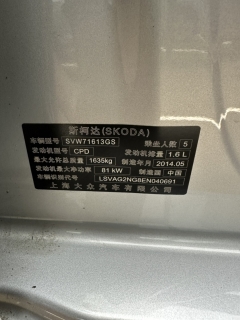 斯柯达(SKODA)
车辆型号 SVW71613GS 乘坐人数 5
发动机型号 CPD 发动机排量 1.6 L
最大允许总质量 1635kg 制造年月 2014.05
发动机最大净功率 81 kW 制造国 中国
车辆识别代号 LSVAG2NG8EN040691
上海大众汽车有限公司